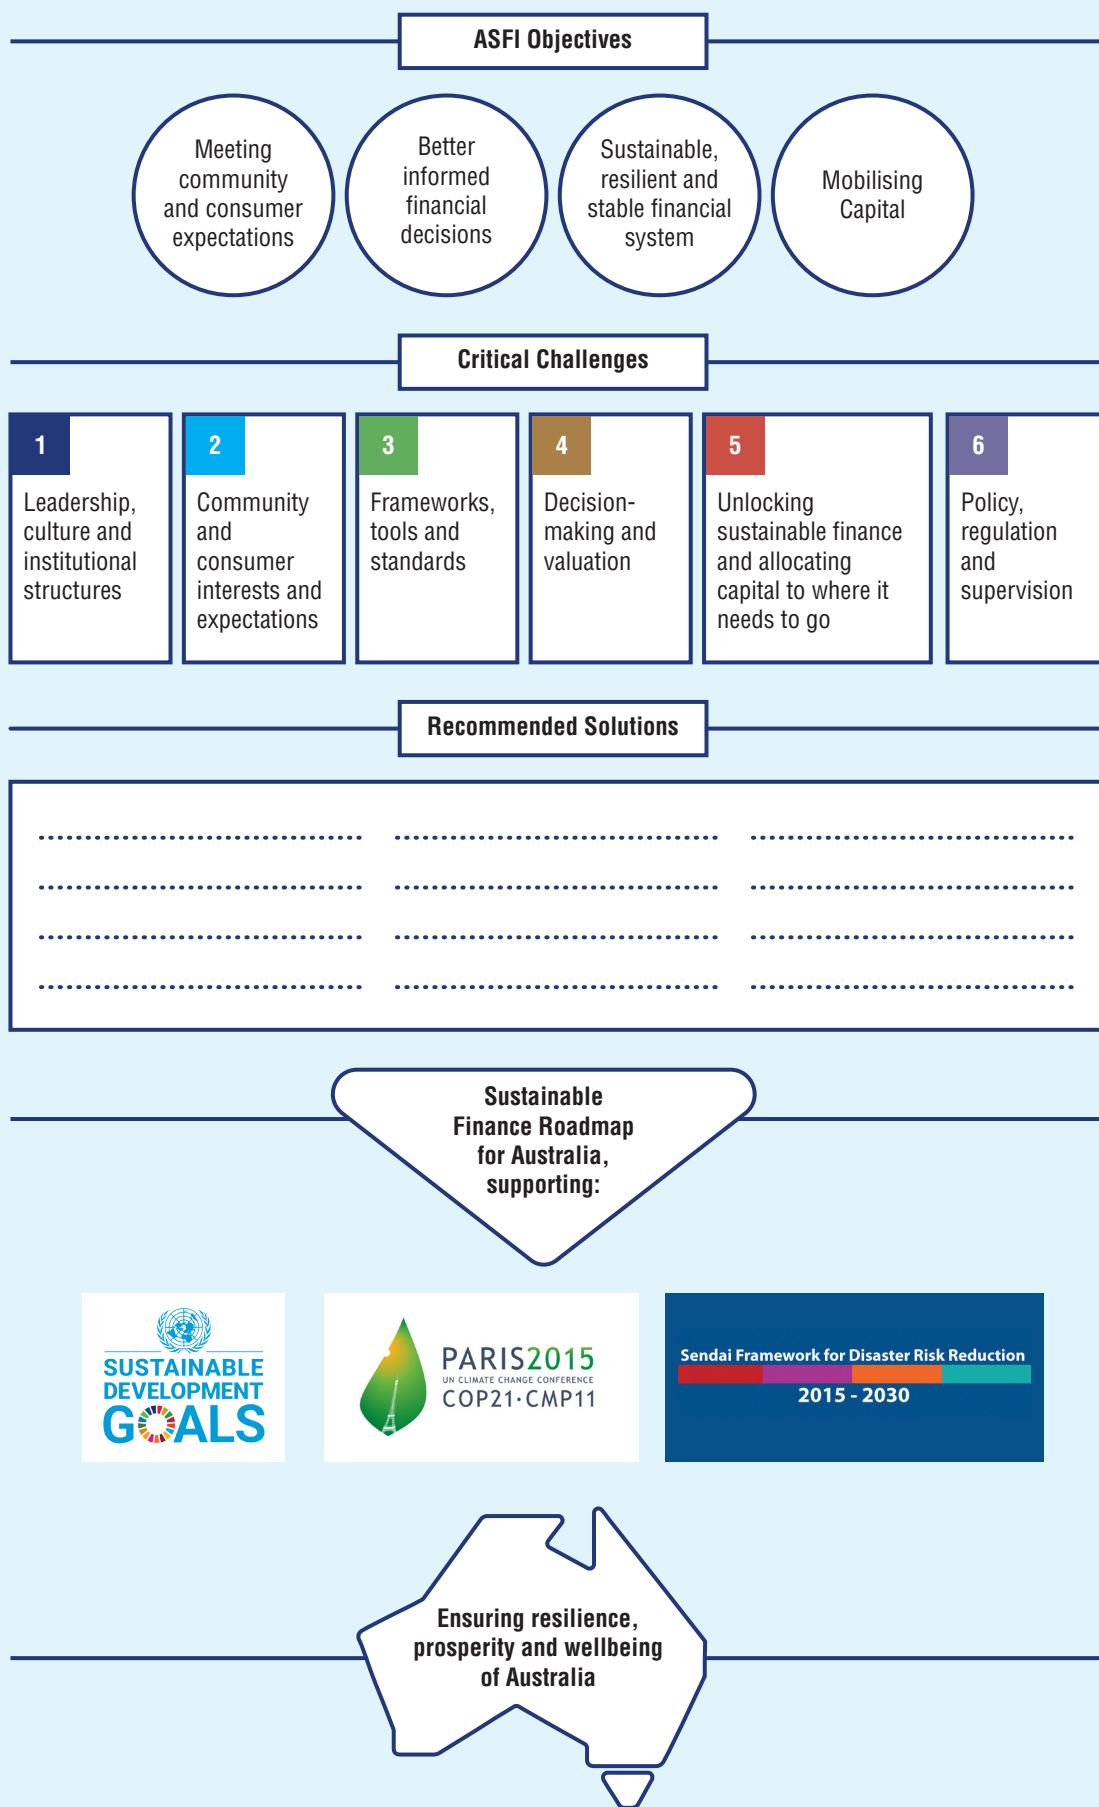 ASFI Objectives
Meeting
community
and consumer
expectations
Better
informed
financial
decisions
Sustainable,
resilient and
stable financial
system
Mobilising
Capital
Critical Challenges
1
Leadership,
culture and
institutional
structures
2
Community
and
consumer
interests and
expectations
3
Frameworks,
tools and
standards
4
Decision-
making and
valuation
5
Unlocking
sustainable finance
and allocating
capital to where it
needs to go
6
Policy,
regulation
and
supervision
Recommended Solutions
Sustainable
Finance Roadmap
for Australia,
supporting:
SUSTAINABLE
DEVELOPMENT
GOALS
PARIS2015
UN CLIMATE CHANGE CONFERENCE
COP21·CMP11
Sendai Framework for Disaster Risk Reduction
2015 - 2030
Ensuring resilience,
prosperity and wellbeing
of Australia